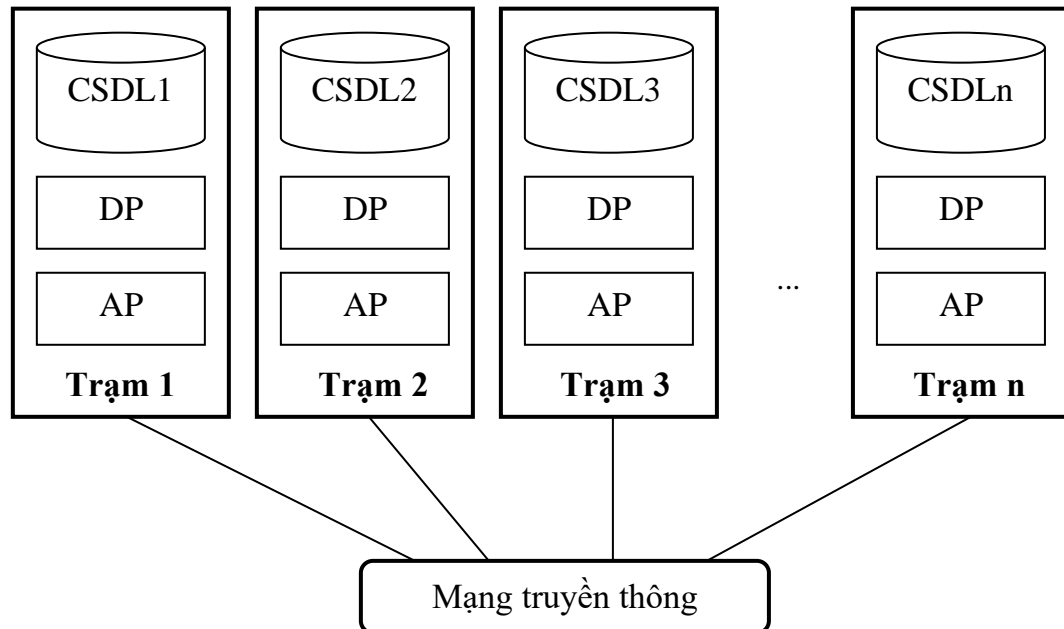 CSDL1 CSDL2 CSDL3 CSDLn
DP DP DP DP
AP AP AP ... AP
Trạm 1 Trạm 2 Trạm 3 Trạm n
Mạng truyền thông